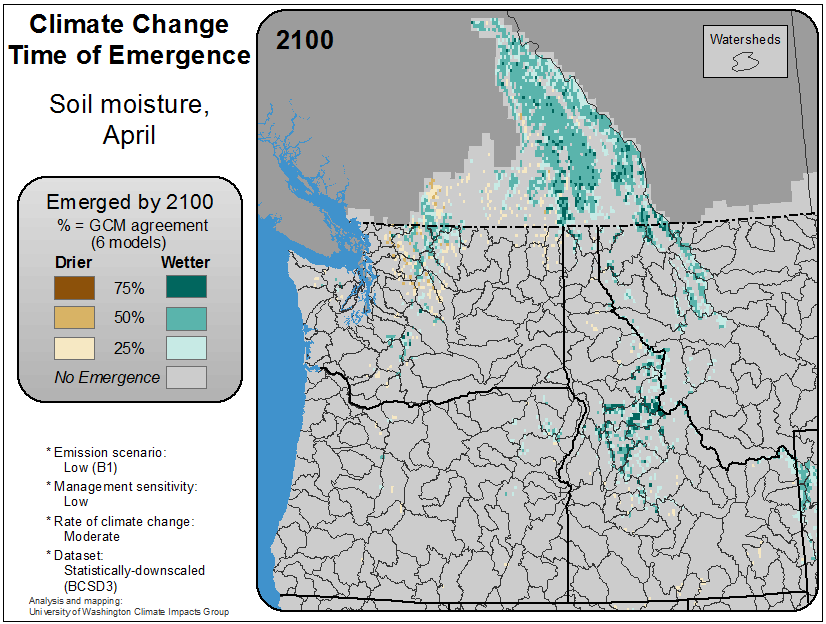 Climate Change
Time of Emergence
Soil moisture,
April
Emerged by 2100
% = GCM agreement
(6 models)
Drier Wetter
75%
50%
25%
No Emergence
* Emission scenario:
Low (B1)
* Management sensitivity:
Low
* Rate of climate change:
Moderate
* Dataset:
Statistically-downscaled
(BCSD3)
Analysis and mapping:
University of Washington Climate Impacts Group
2100
Watersheds